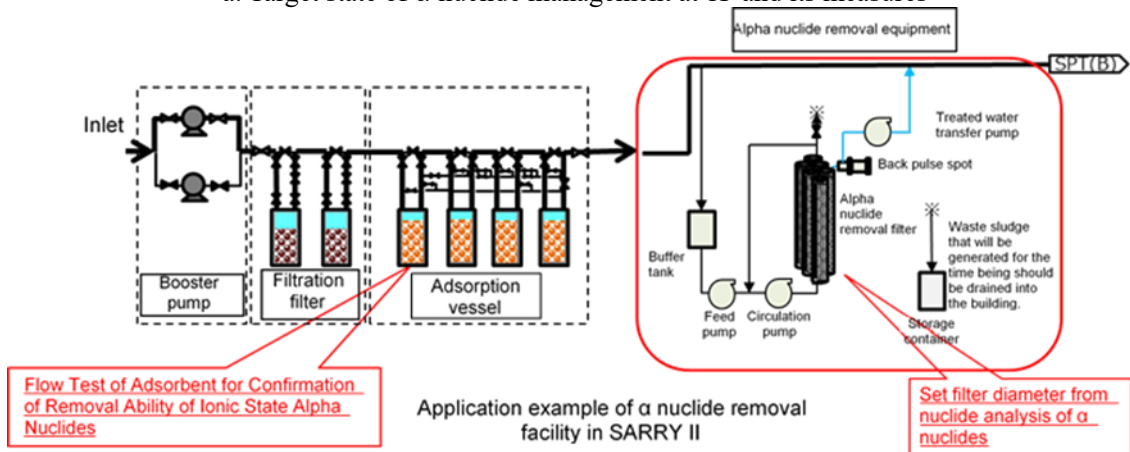 Alpha nuclide removal equipment
SPT(B)
Inlet
Treated water
transfer pump
Back pulse spot
Alpha
nuclide
removal filter
Buffer
tank
Waste sludge
that will be
generated for the
time being should
be drained into
the building.
Booster
pump
Filtration
filter
Adsorption
vessel
Feed
pump
Circulation
pump
Storage
container
Flow Test of Adsorbent for Confirmation
of Removal Ability of Ionic State Alpha
Nuclides
Application example of α nuclide removal
facility in SARRY II
Set filter diameter from
nuclide analysis of α
nuclides